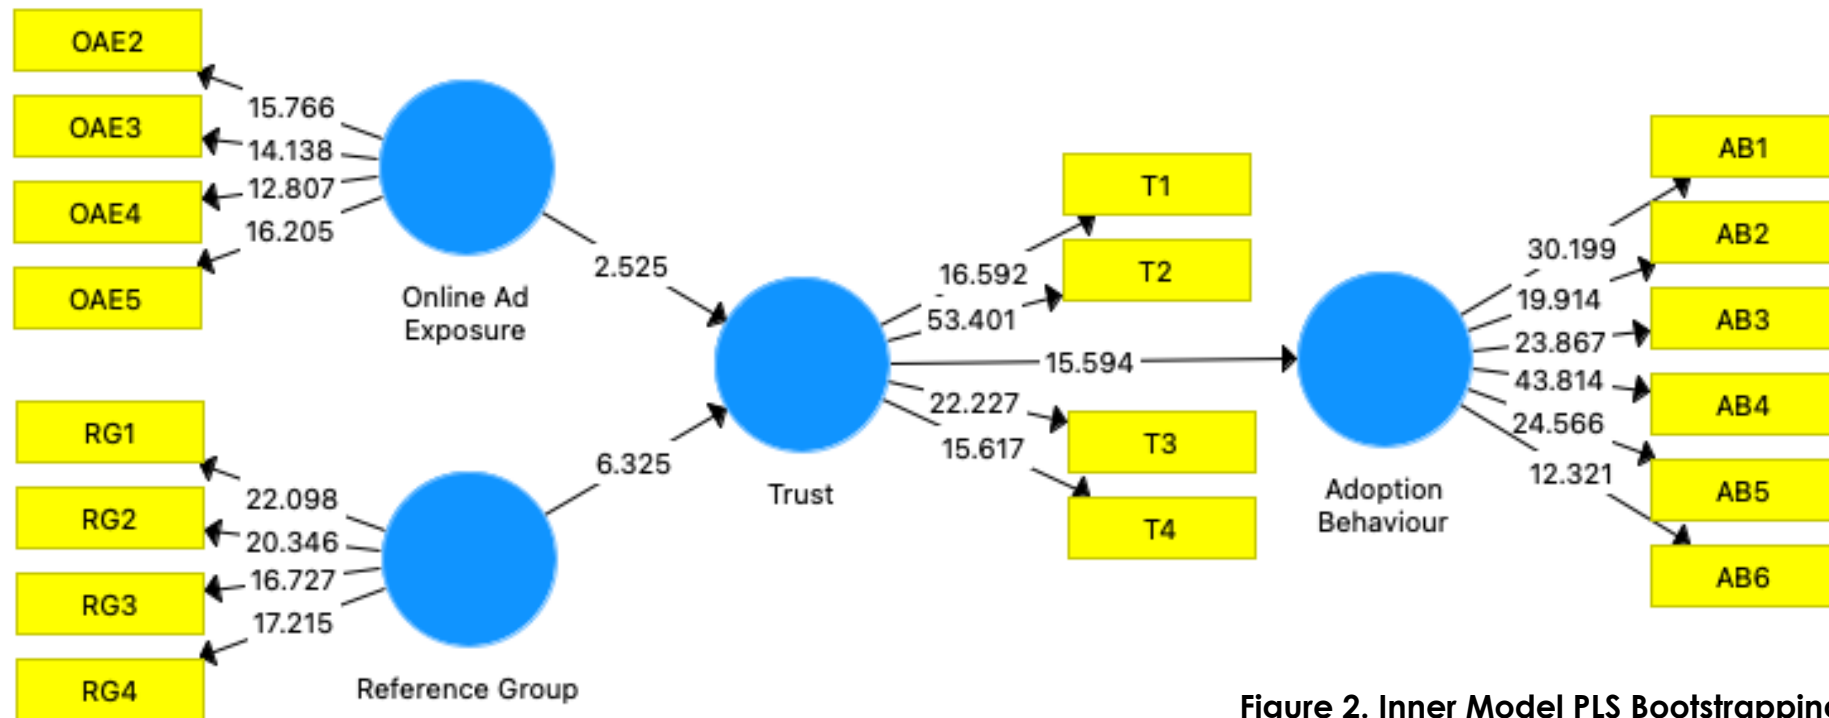 OAE2
OAE3
OAE4
OAE5
15.766
14.138
12.807
16.205
Online Ad
Exposure
2.525
RG1
RG2
RG3
RG4
22.098
20.346
16.727
17.215
Reference Group
6.325
Trust
T1
T2
16.592
53.401
15.594
22.227
15.617
T3
T4
Adoption
Behaviour
30.199
19.914
23.867
43.814
24.566
12.321
AB1
AB2
AB3
AB4
AB5
AB6
Figure 2. Inner Model PLS Bootstrapping